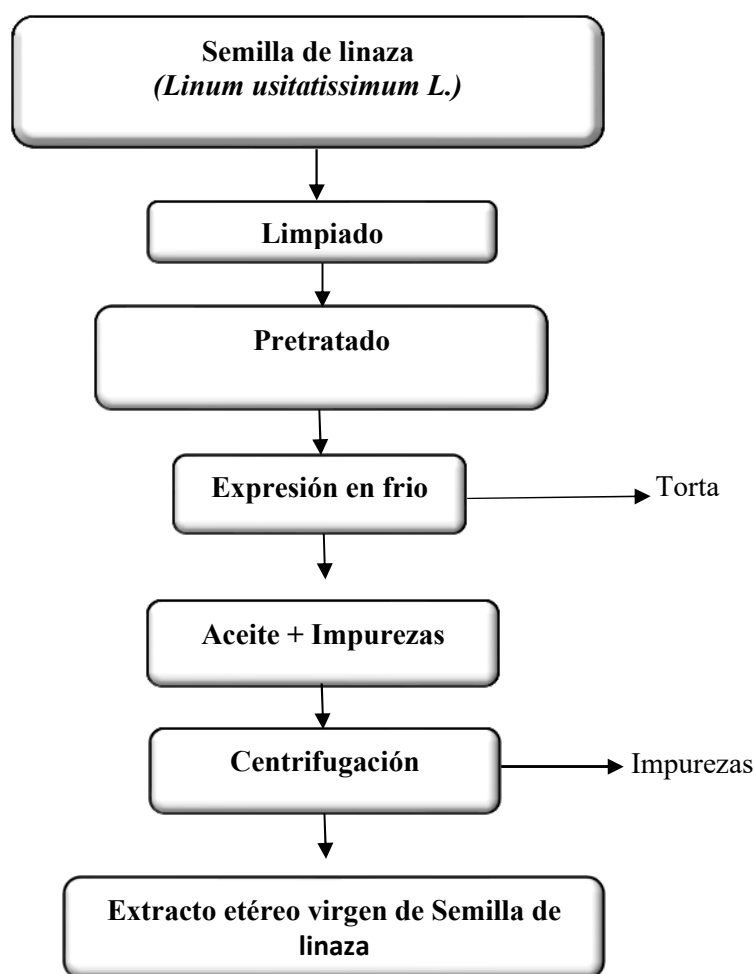 Semilla de linaza
(Linum usitatissimum L.)
Limpiado
Pretratado
Expresión en frio
Torta
Aceite + Impurezas
Centrifugación
Impurezas
Extracto etéreo virgen de Semilla de
linaza